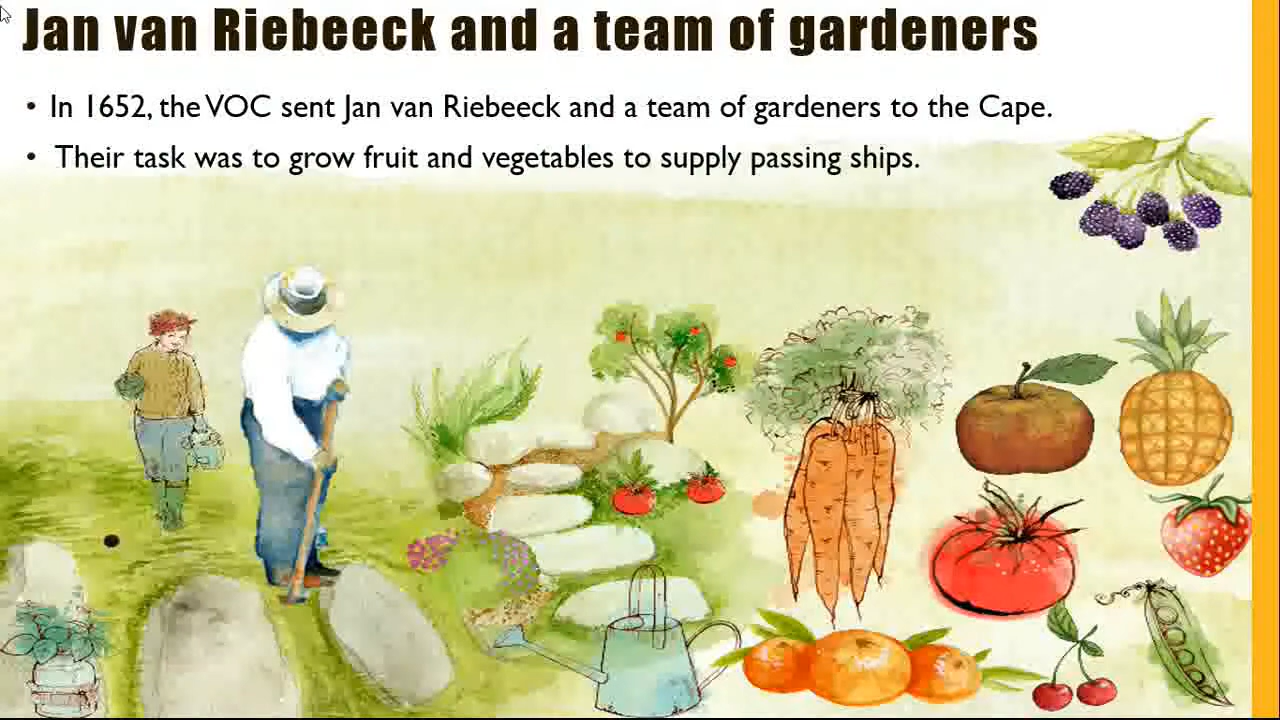 Jan van Riebeeck and a team of gardeners
• In 1652, the VOC sent Jan van Riebeeck and a team of gardeners to the Cape.
• Their task was to grow fruit and vegetables to supply passing ships.